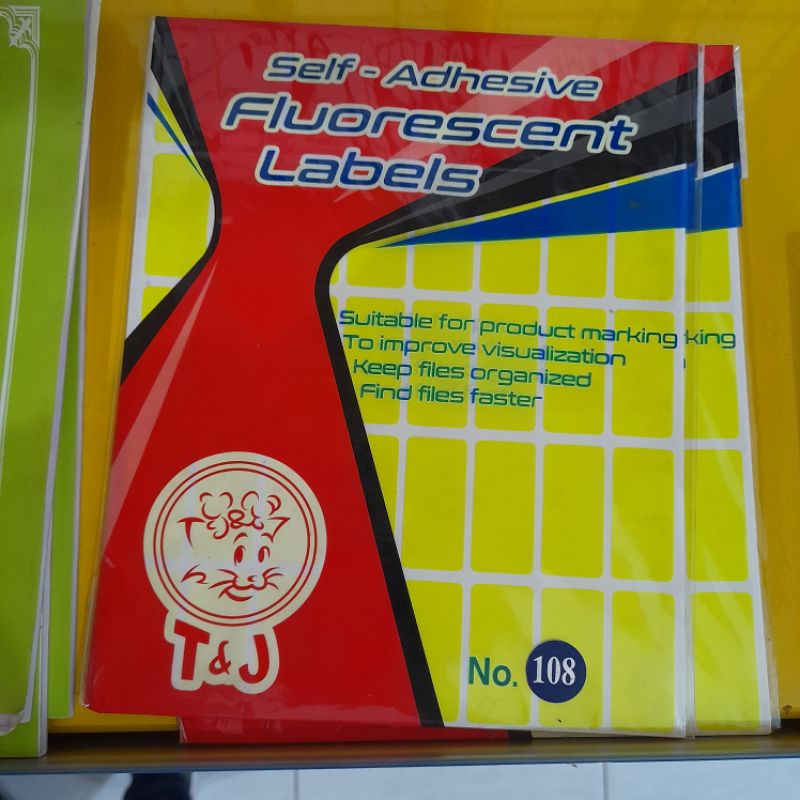 Self - Adhesive
Fluorescent
Labels
Suitable for product marking king
To improve visualization
Keep files organized
Find files faster
T&J
T&J
No. 108